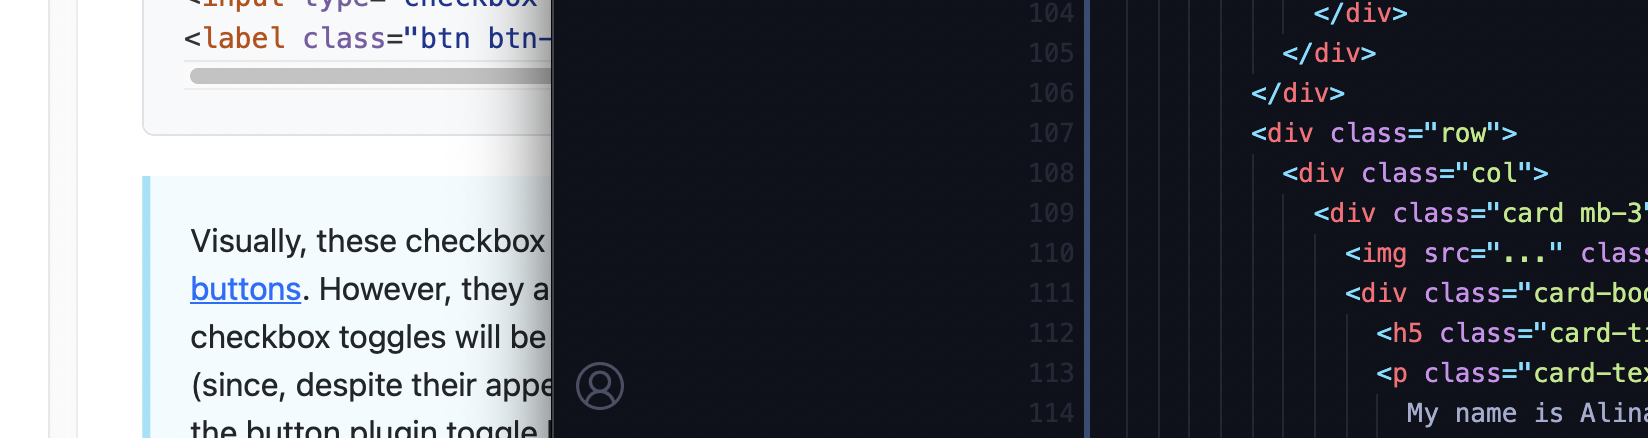 <input type="checkbox"
<label class="btn btn-
Visually, these checkbox
buttons. However, they a
checkbox toggles will be
(since, despite their appe
the button plugin toggle
104 </div>
105 </div>
106 </div>
107 <div class="row">
108 <div class="col">
109 <div class="card mb-3"
110 <img src="..." class
111 <div class="card-bod
112 <h5 class="card-ti
113 <p class="card-tex
114 My name is Alina